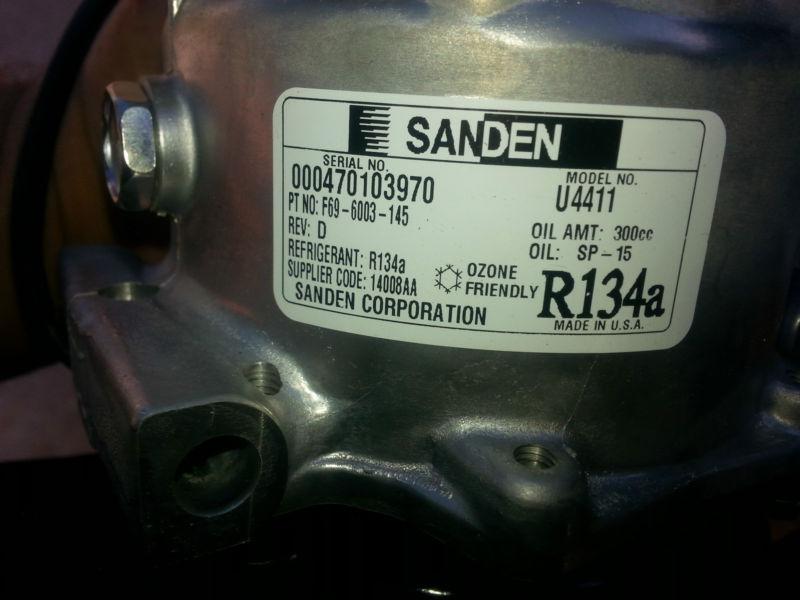 SANDEN
SERIAL NO.
000470103970
MODEL NO.
U4411
PT NO: F69-6003-145
REV: D
OIL AMT: 300cc
OIL: SP-15
REFRIGERANT: R134a
SUPPLIER CODE: 14008AA
OZONE
FRIENDLY
R134a
SANDEN CORPORATION
MADE IN U.S.A.